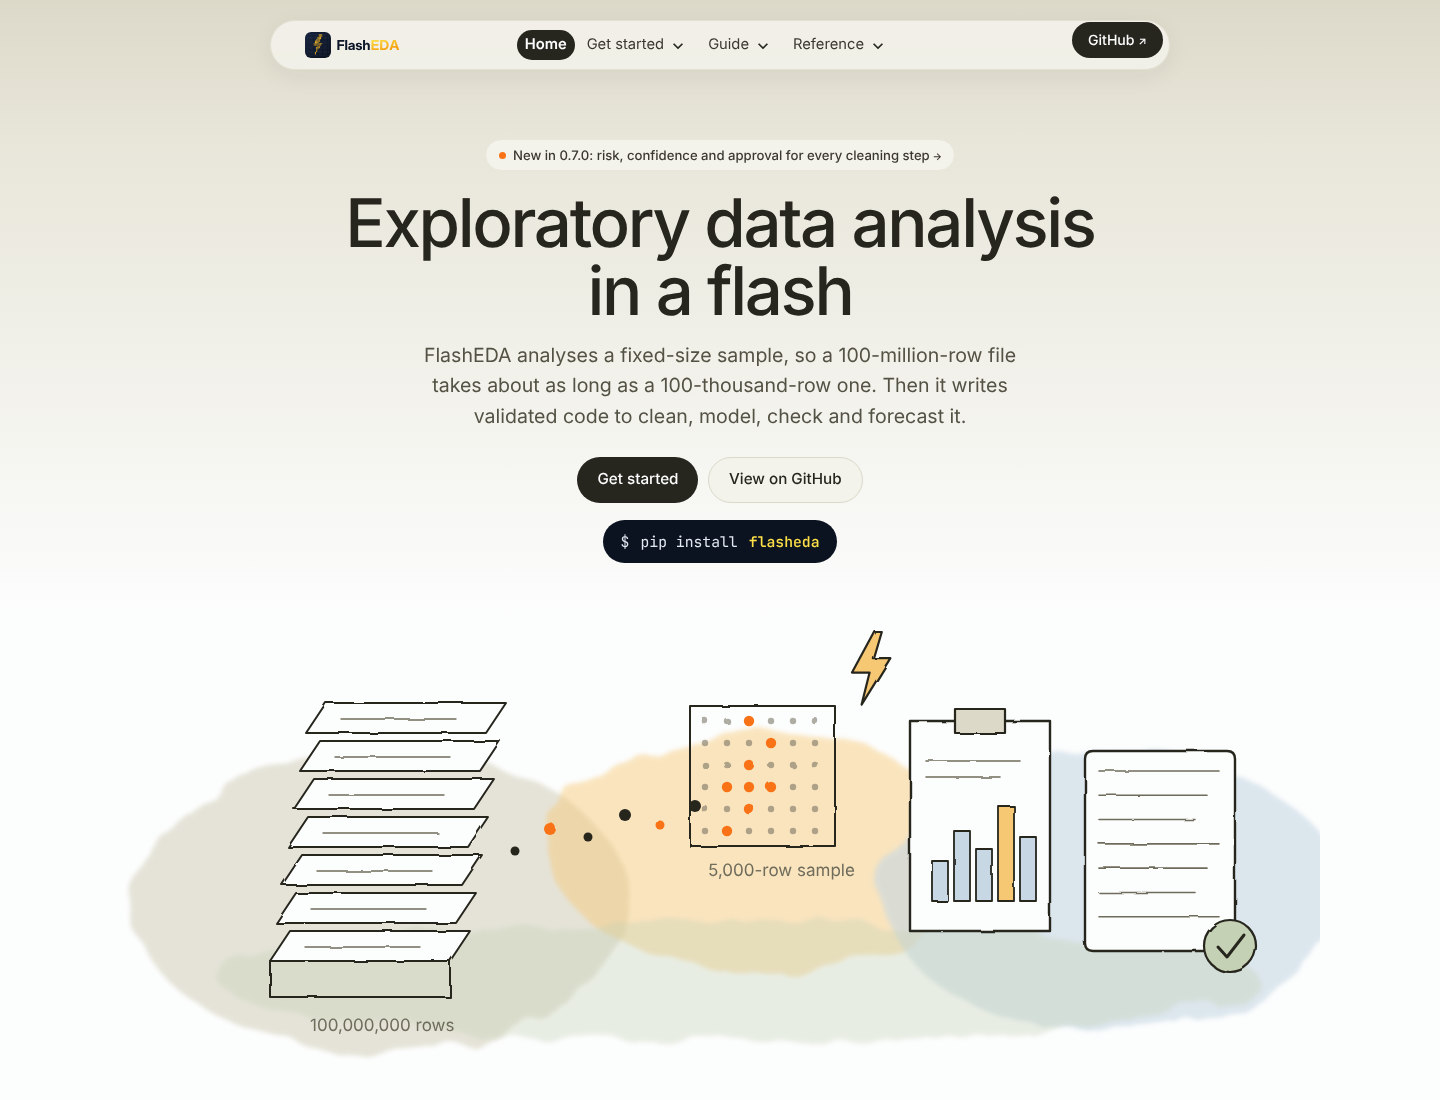 FlashEDA
Home
Get started
Guide
Reference
GitHub ↗
New in 0.7.0: risk, confidence and approval for every cleaning step →
Exploratory data analysis
in a flash
FlashEDA analyses a fixed-size sample, so a 100-million-row file
takes about as long as a 100-thousand-row one. Then it writes
validated code to clean, model, check and forecast it.
Get started
View on GitHub
$ pip install flasheda
5,000-row sample
100,000,000 rows